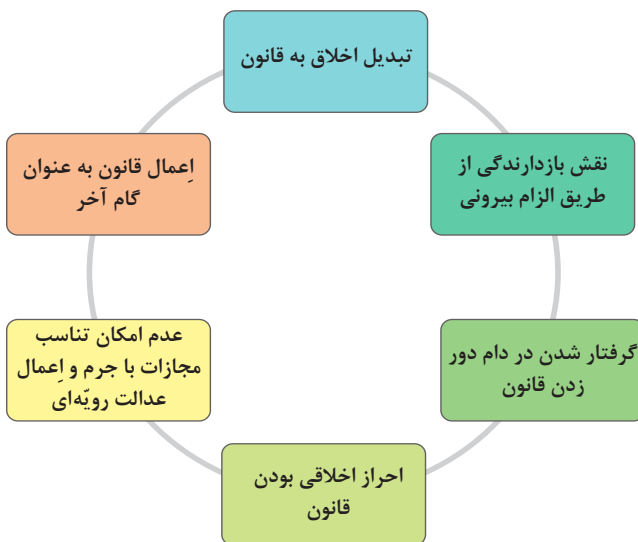 تبدیل اخلاق به قانون
نقش بازدارندگی از
طریق الزام بیرونی
گرفتار شدن در دام دور
زدن قانون
احراز اخلاقی بودن
قانون
عدم امکان تناسب
مجازات با جرم و اِعمال
عدالت رویّه‌ای
اِعمال قانون به عنوان
گام آخر